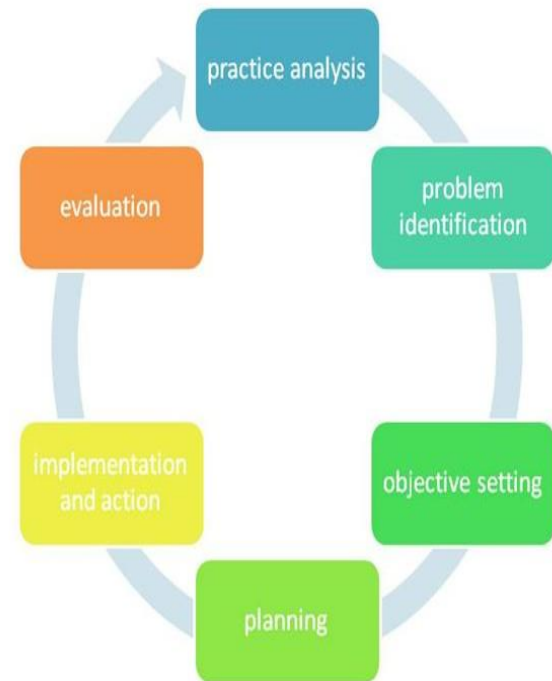 practice analysis
problem
identification
objective setting
planning
implementation
and action
evaluation